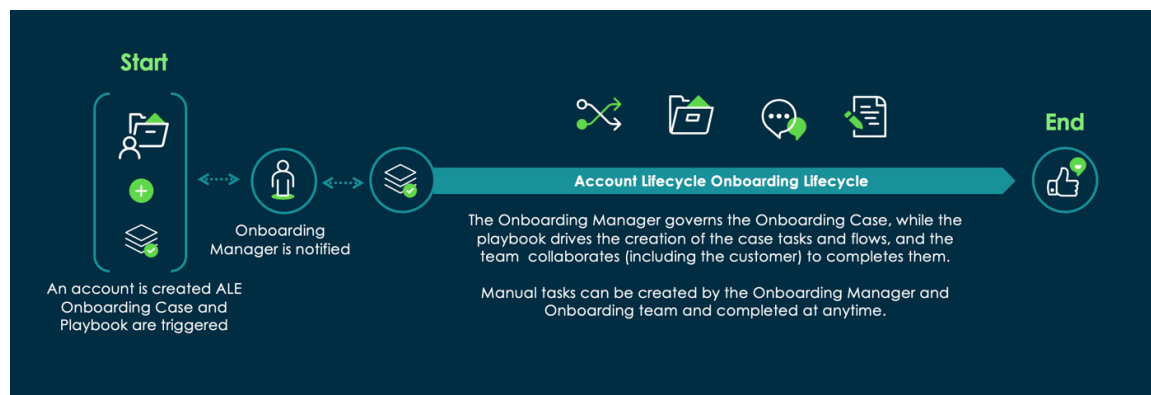 Start
An account is created ALE
Onboarding Case and
Playbook are triggered
Onboarding
Manager is notified
Account Lifecycle Onboarding Lifecycle
The Onboarding Manager governs the Onboarding Case, while the
playbook drives the creation of the case tasks and flows, and the
team collaborates (including the customer) to completes them.
Manual tasks can be created by the Onboarding Manager and
Onboarding team and completed at anytime.
End